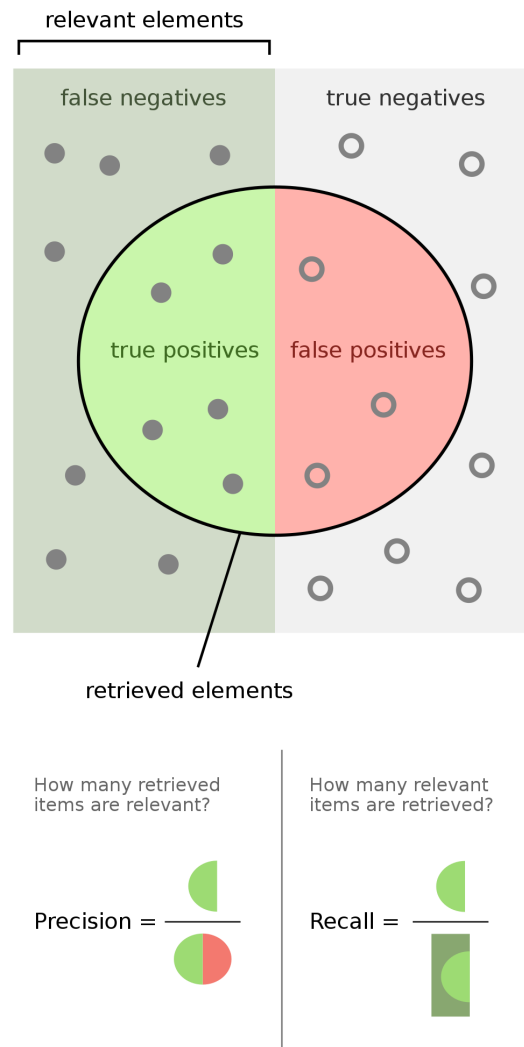 relevant elements
false negatives
true negatives
true positives
false positives
retrieved elements
How many retrieved
items are relevant?
Precision =
How many relevant
items are retrieved?
Recall =